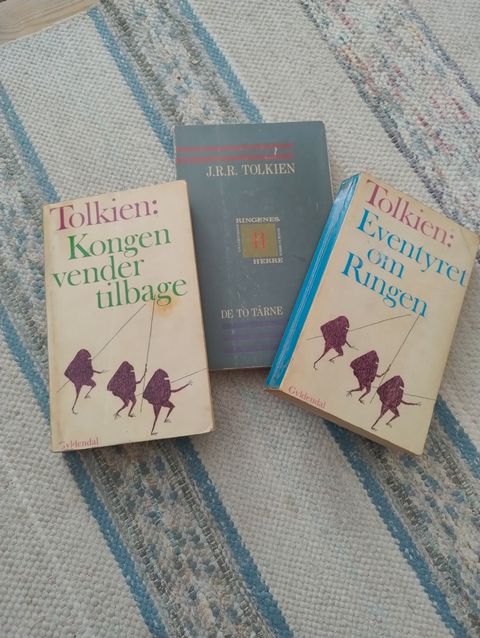 Tolkien:
Kongen
vender
tilbage
Gyldendal
J.R.R. TOLKIEN
RINGENES
II
HERRE
DE TO TÅRNE
Tolkien:
Eventyret
om
Ringen
Gyldendal